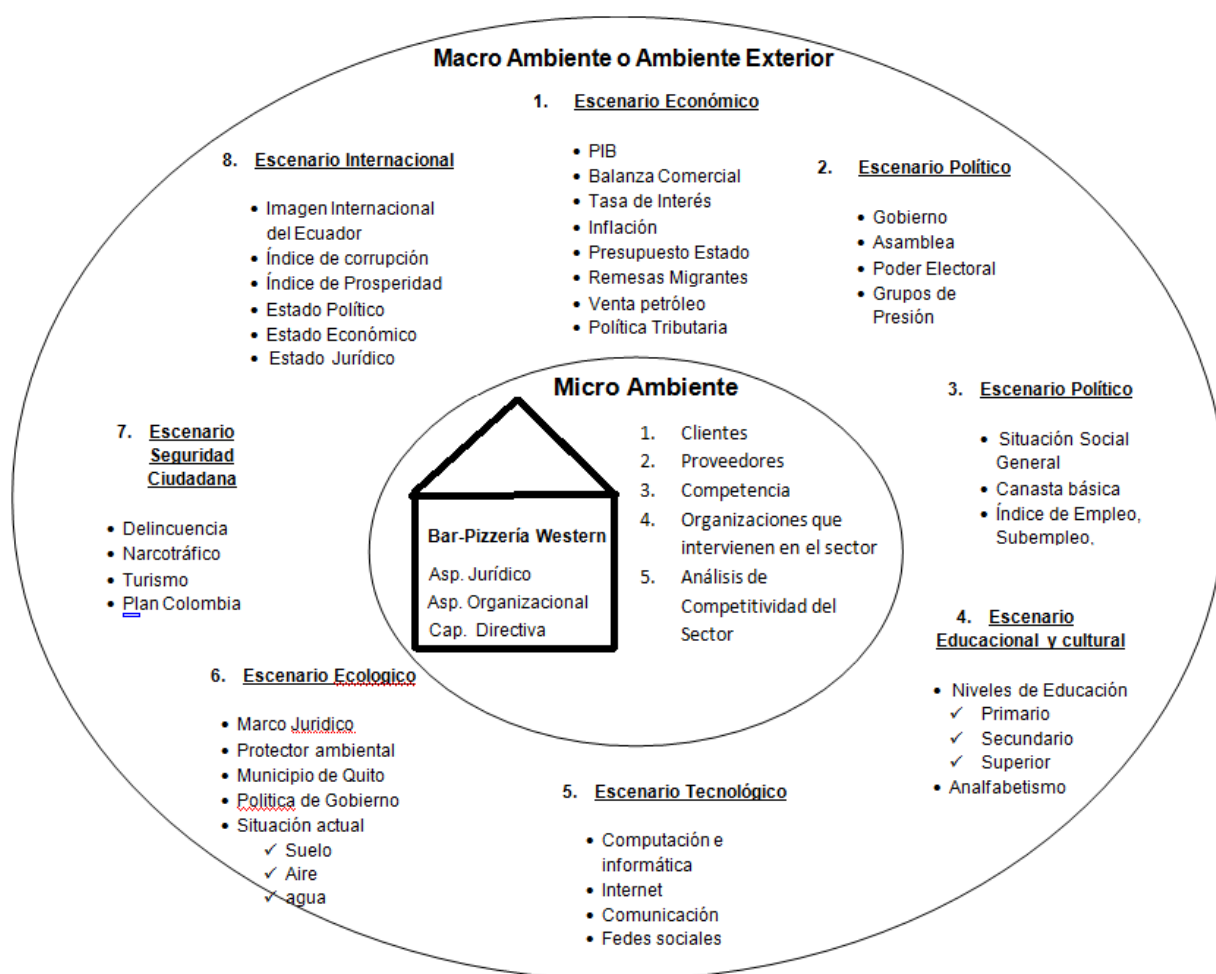 Macro Ambiente o Ambiente Exterior
1. Escenario Económico
• PIB
• Balanza Comercial
• Tasa de Interés
• Inflación
• Presupuesto Estado
• Remesas Migrantes
• Venta petróleo
• Política Tributaria
2. Escenario Político
• Gobierno
• Asamblea
• Poder Electoral
• Grupos de
Presión
3. Escenario Político
• Situación Social
General
• Canasta básica
• Índice de Empleo,
Subempleo,
4. Escenario
Educacional y cultural
• Niveles de Educación
✓ Primario
✓ Secundario
✓ Superior
• Analfabetismo
5. Escenario Tecnológico
• Computación e
informática
• Internet
• Comunicación
• Fedes sociales
6. Escenario Ecologico
• Marco Juridico
• Protector ambiental
• Municipio de Quito
• Politica de Gobierno
• Situación actual
✓ Suelo
✓ Aire
✓ agua
7. Escenario
Seguridad
Ciudadana
• Delincuencia
• Narcotráfico
• Turismo
• Plan Colombia
8. Escenario Internacional
• Imagen Internacional
del Ecuador
• Índice de corrupción
• Índice de Prosperidad
• Estado Político
• Estado Económico
• Estado Jurídico
Micro Ambiente
1. Clientes
2. Proveedores
3. Competencia
4. Organizaciones que
intervienen en el sector
5. Análisis de
Competitividad del
Sector
Bar-Pizzería Western
Asp. Jurídico
Asp. Organizacional
Cap. Directiva